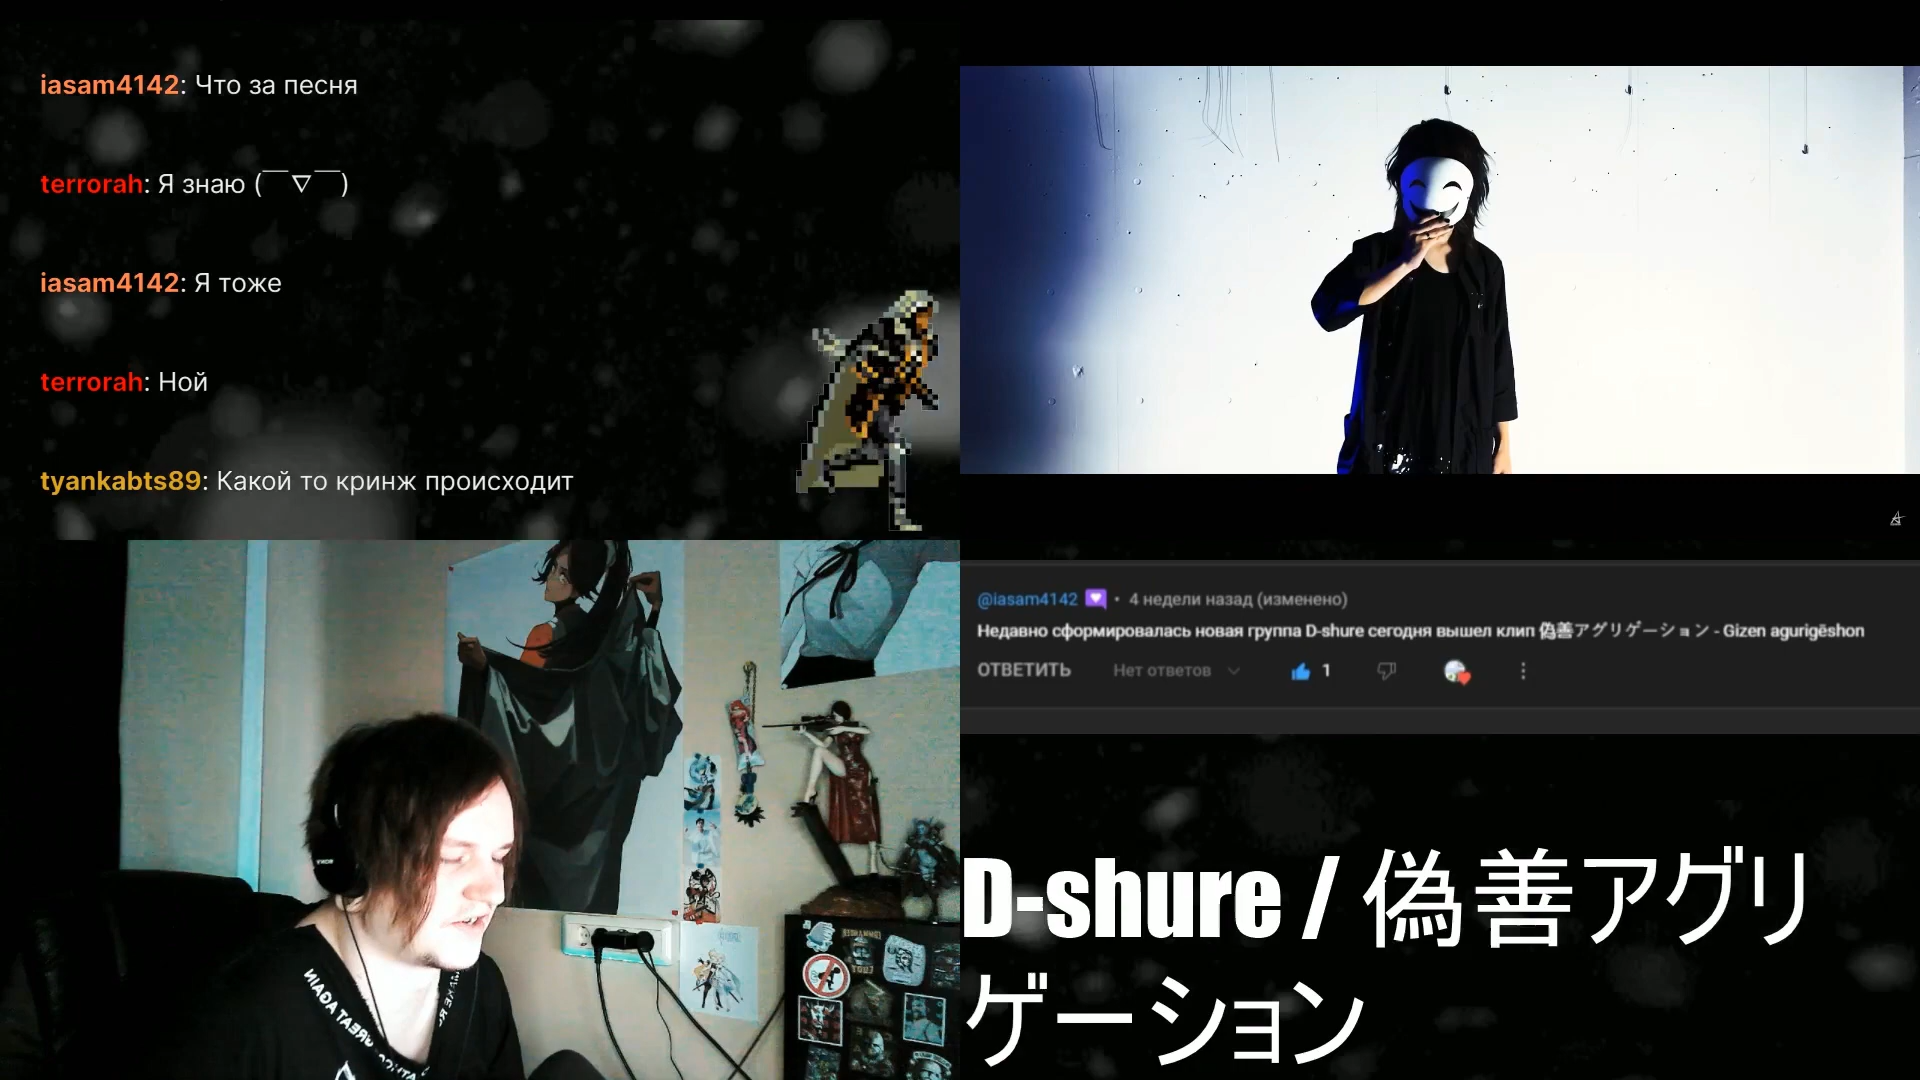 iasam4142: Что за песня
terrorah: Я знаю (￣▽￣)
iasam4142: Я тоже
terrorah: Ной
tyankabts89: Какой то кринж происходит
@iasam4142 • 4 недели назад (изменено)
Недавно сформировалась новая группа D-shure сегодня вышел клип 偽善アグリゲーション - Gizen agurigēshon
ОТВЕТИТЬ Нет ответов 1
D-shure / 偽善アグリ
ゲーション